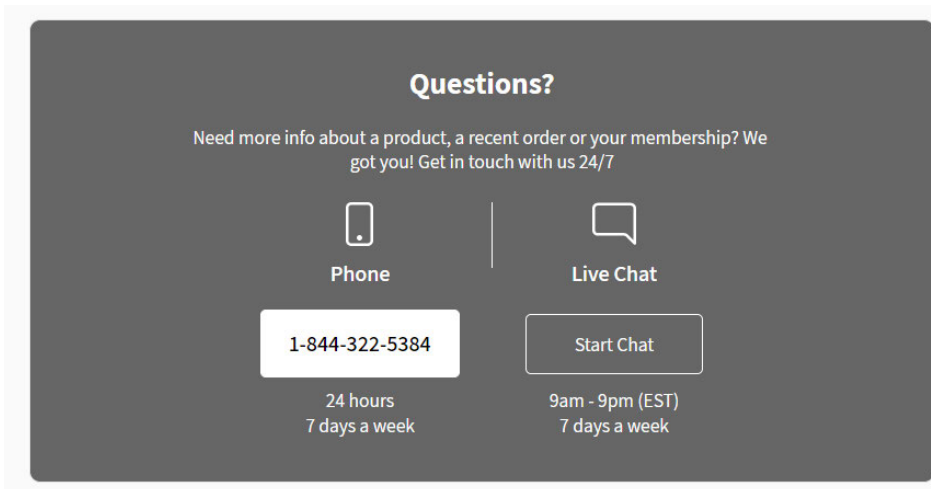 Questions?
Need more info about a product, a recent order or your membership? We
got you! Get in touch with us 24/7
Phone
Live Chat
1-844-322-5384
Start Chat
24 hours
7 days a week
9am - 9pm (EST)
7 days a week